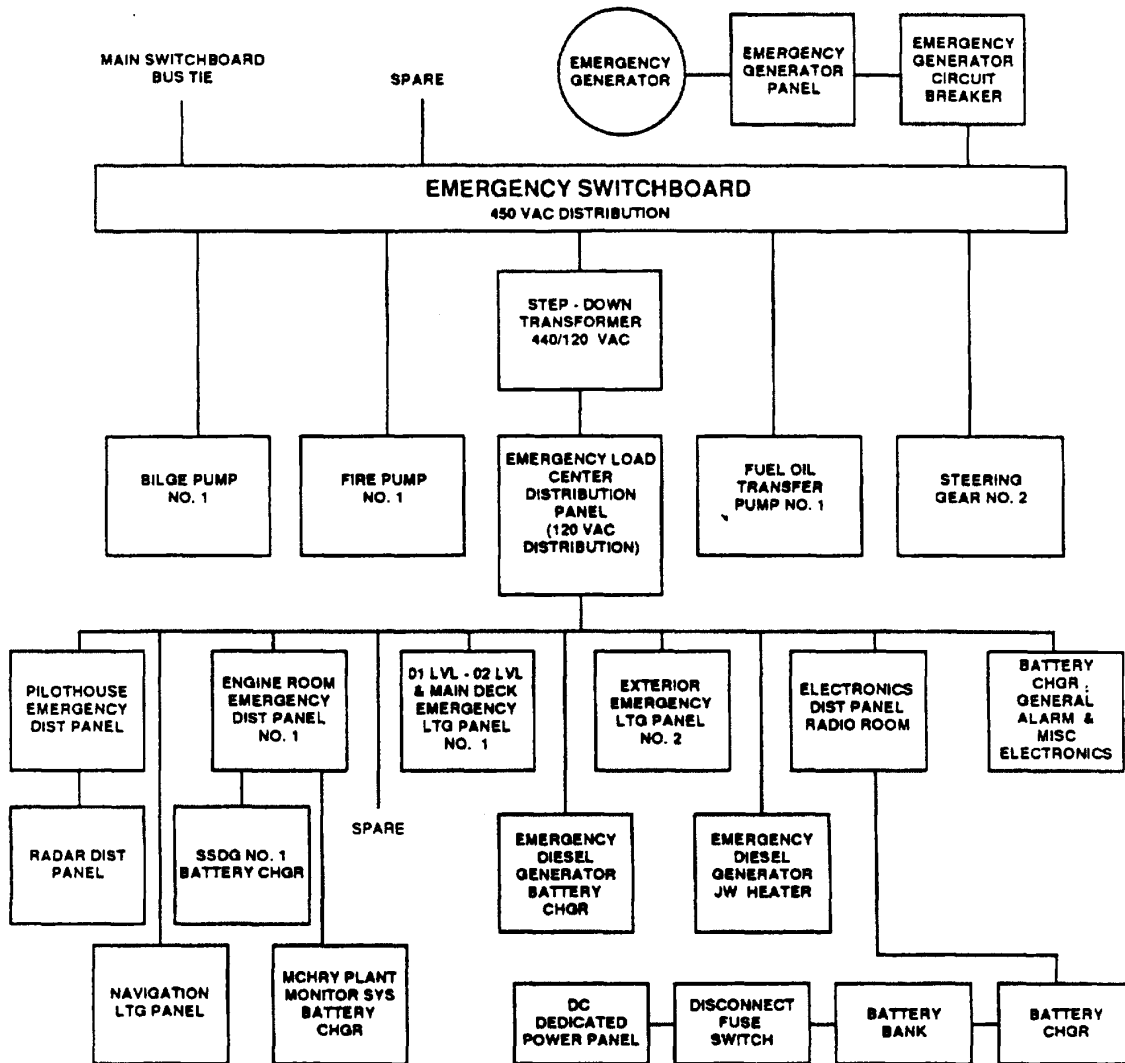 MAIN SWITCHBOARD
BUS TIE
SPARE
EMERGENCY
GENERATOR
EMERGENCY
GENERATOR
PANEL
EMERGENCY
GENERATOR
CIRCUIT
BREAKER
EMERGENCY SWITCHBOARD
450 VAC DISTRIBUTION
STEP - DOWN
TRANSFORMER
440/120 VAC
BILGE PUMP
NO. 1
FIRE PUMP
NO. 1
EMERGENCY LOAD
CENTER
DISTRIBUTION
PANEL
(120 VAC
DISTRIBUTION)
FUEL OIL
TRANSFER
PUMP NO. 1
STEERING
GEAR NO. 2
PILOTHOUSE
EMERGENCY
DIST PANEL
ENGINE ROOM
EMERGENCY
DIST PANEL
NO. 1
01 LVL - 02 LVL
& MAIN DECK
EMERGENCY
LTG PANEL
NO. 1
EXTERIOR
EMERGENCY
LTG PANEL
NO. 2
ELECTRONICS
DIST PANEL
RADIO ROOM
BATTERY
CHGR :
GENERAL
ALARM &
MISC
ELECTRONICS
RADAR DIST
PANEL
SSDG NO. 1
BATTERY CHGR
SPARE
EMERGENCY
DIESEL
GENERATOR
BATTERY
CHGR
EMERGENCY
DIESEL
GENERATOR
JW HEATER
NAVIGATION
LTG PANEL
MCHRY PLANT
MONITOR SYS
BATTERY
CHGR
DC
DEDICATED
POWER PANEL
DISCONNECT
FUSE
SWITCH
BATTERY
BANK
BATTERY
CHGR